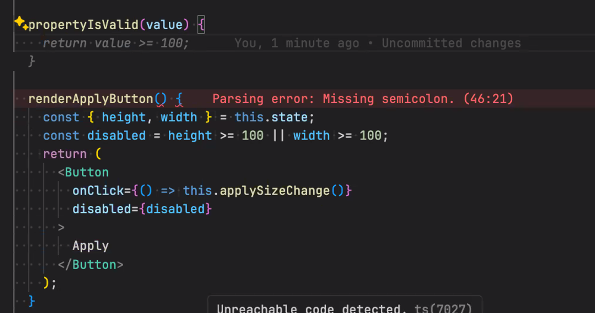 propertyIsValid(value) {
return value >= 100; You, 1 minute ago • Uncommitted changes
}
renderApplyButton() { Parsing error: Missing semicolon. (46:21)
const { height, width } = this.state;
const disabled = height >= 100 || width >= 100;
return (
<Button
onClick={() => this.applySizeChange()}
disabled={disabled}
>
Apply
</Button>
);
}
Unreachable code detected. ts(7027)